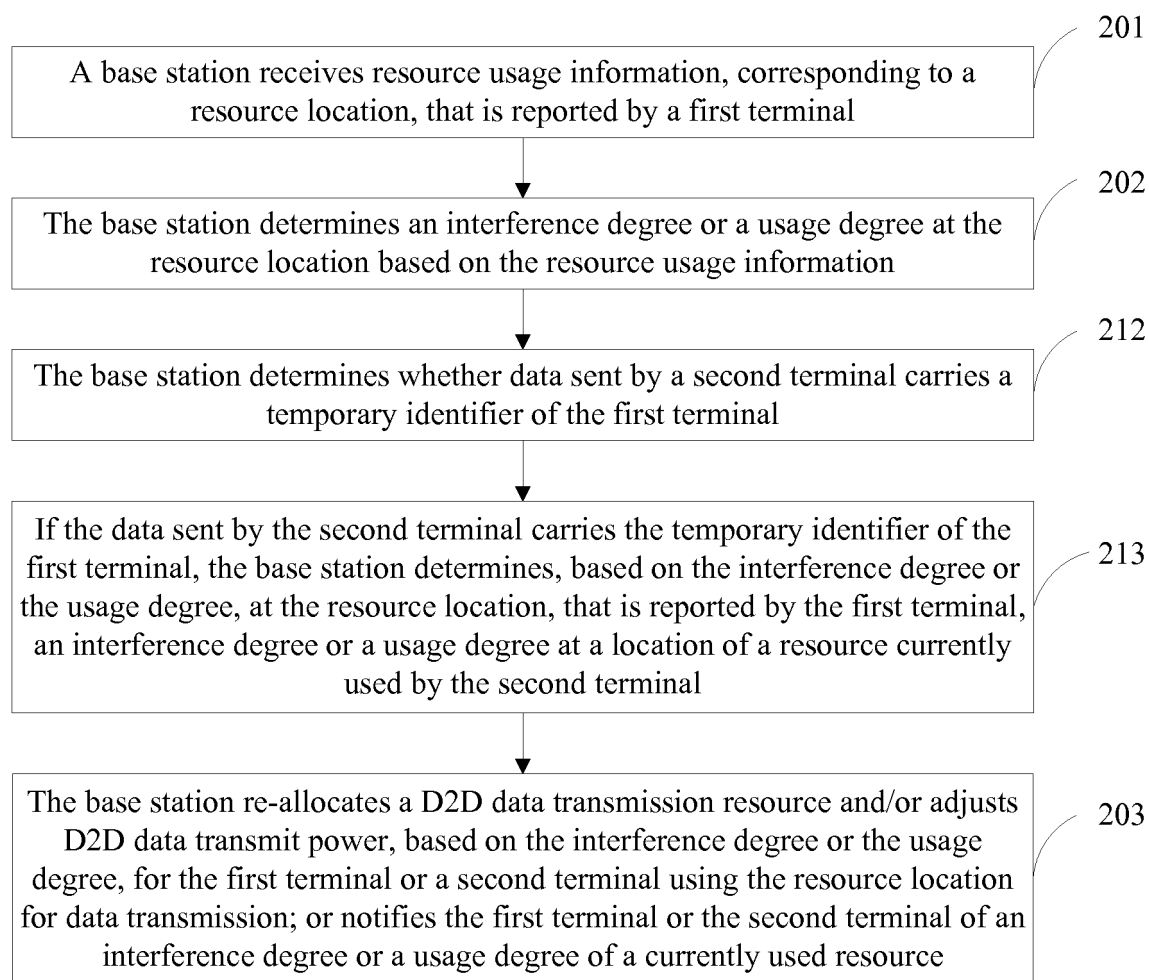 201
A base station receives resource usage information, corresponding to a
resource location, that is reported by a first terminal
202
The base station determines an interference degree or a usage degree at the
resource location based on the resource usage information
212
The base station determines whether data sent by a second terminal carries a
temporary identifier of the first terminal
If the data sent by the second terminal carries the temporary identifier of the
first terminal, the base station determines, based on the interference degree or
the usage degree, at the resource location, that is reported by the first terminal,
an interference degree or a usage degree at a location of a resource currently
used by the second terminal
213
The base station re-allocates a D2D data transmission resource and/or adjusts
D2D data transmit power, based on the interference degree or the usage
degree, for the first terminal or a second terminal using the resource location
for data transmission; or notifies the first terminal or the second terminal of an
interference degree or a usage degree of a currently used resource
203